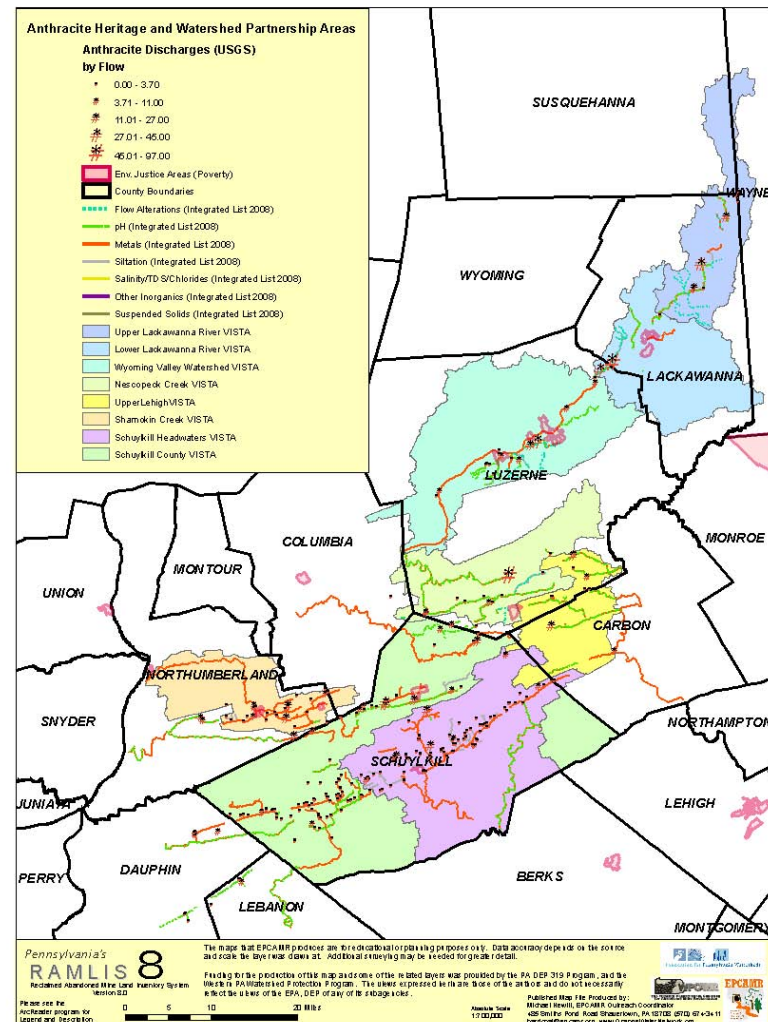 Anthracite Heritage and Watershed Partnership Areas
Anthracite Discharges (USGS)
by Flow
0.00 - 3.70
3.71 - 11.00
11.01 - 27.00
27.01 - 45.00
45.01 - 97.00
Env. Justice Areas (Poverty)
County Boundaries
Flow Alterations (Integrated List 2008)
pH (Integrated List 2008)
Metals (Integrated List 2008)
Siltation (Integrated List 2008)
Salinity/TDS/Chlorides (Integrated List 2008)
Other Inorganics (Integrated List 2008)
Suspended Solids (Integrated List 2008)
Upper Lackawanna River VISTA
Lower Lackawanna River VISTA
Wyoming Valley Watershed VISTA
Nescopeck Creek VISTA
Upper Lehigh VISTA
Shamokin Creek VISTA
Schuylkill Headwaters VISTA
Schuylkill County VISTA
SUSQUEHANNA
WAYNE
WYOMING
LACKAWANNA
LUZERNE
COLUMBIA
MONROE
MONTOUR
UNION
CARBON
NORTHUMBERLAND
SNYDER
NORTHAMPTON
SCHUYLKILL
JUNIATA
LEHIGH
DAUPHIN
PERRY
BERKS
LEBANON
MONTGOMERY
Pennsylvania's
RAMLIS 8
Reclaimed Abandoned Mine Land Inventory System
Version 8.0
Please see the
ArcReader program for
Legend and Description
The maps that EPCAMR produces are for educational or planning purposes only. Data accuracy depends on the source
and scale the layer was drawn at. Additional surveying may be needed for greater detail.
Funding for the production of this map and some of the related layers was provided by the PA DEP 319 Program, and the
Western PA Watershed Protection Program. The views expressed herein are those of the authors and do not necessarily
reflect the views of the EPA, DEP or any of its subagencies.
0 5 10 20 Miles
Absolute Scale
1:700,000
Published Map File Produced by:
Michael Hewitt, EPCAMR Outreach Coordinator
EPCAMR